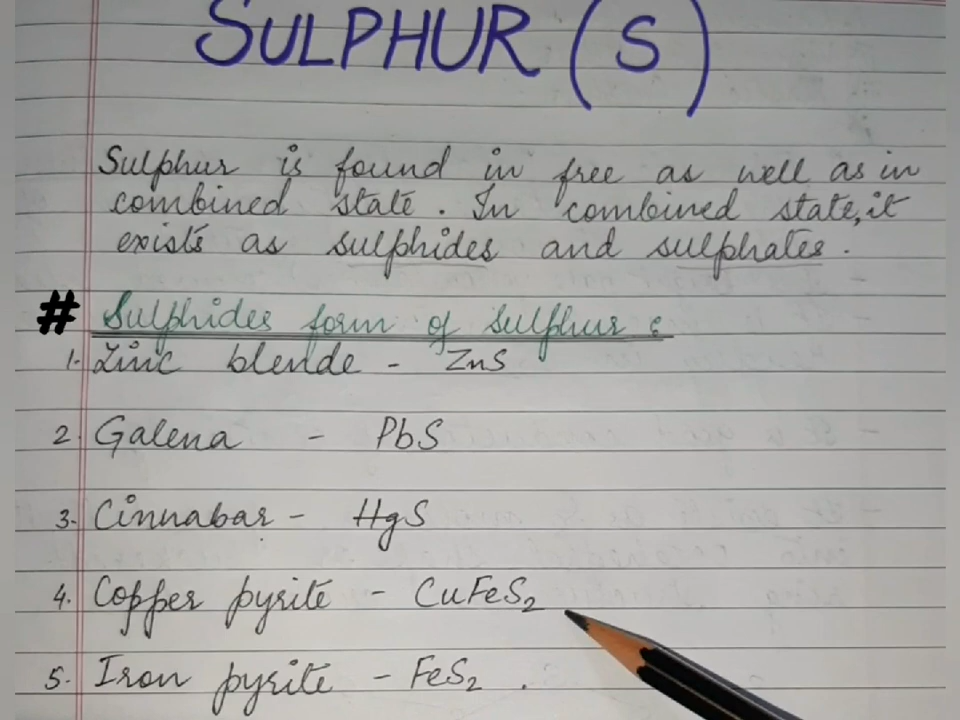 SULPHUR (S)
Sulphur is found in free as well as in
combined state. In combined state, it
exists as sulphides and sulphates.
# Sulphides form of sulphur :
1. Zinc blende - ZnS
2. Galena - PbS
3. Cinnabar - HgS
4. Copper pyrite - CuFeS₂
5. Iron pyrite - FeS₂ .